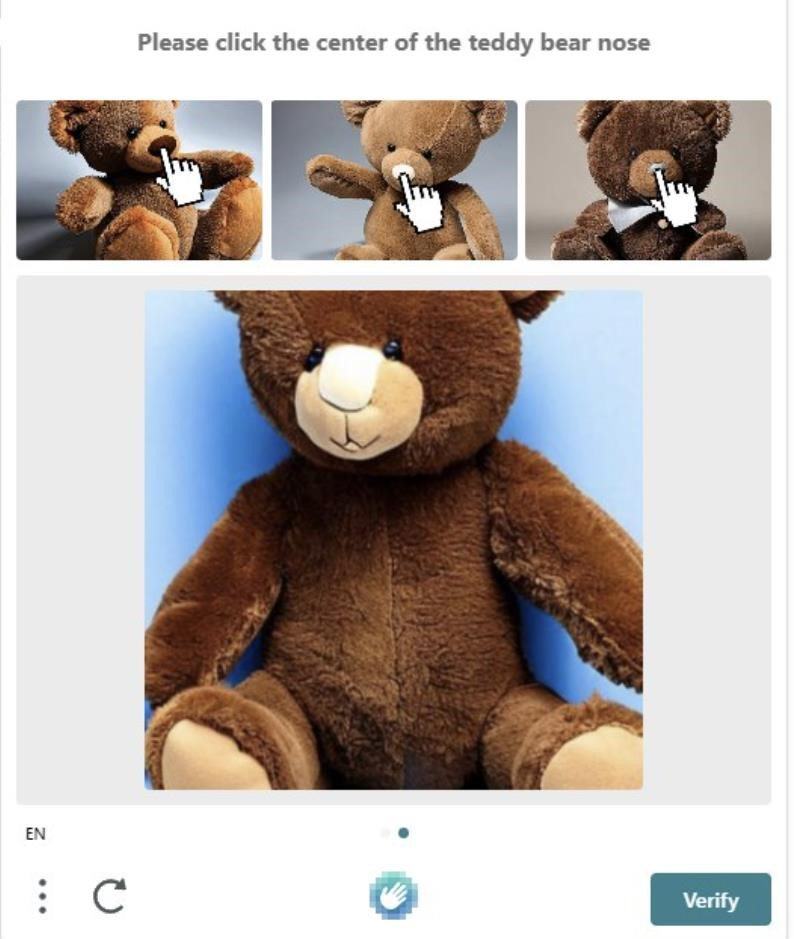 Please click the center of the teddy bear nose
EN
Verify